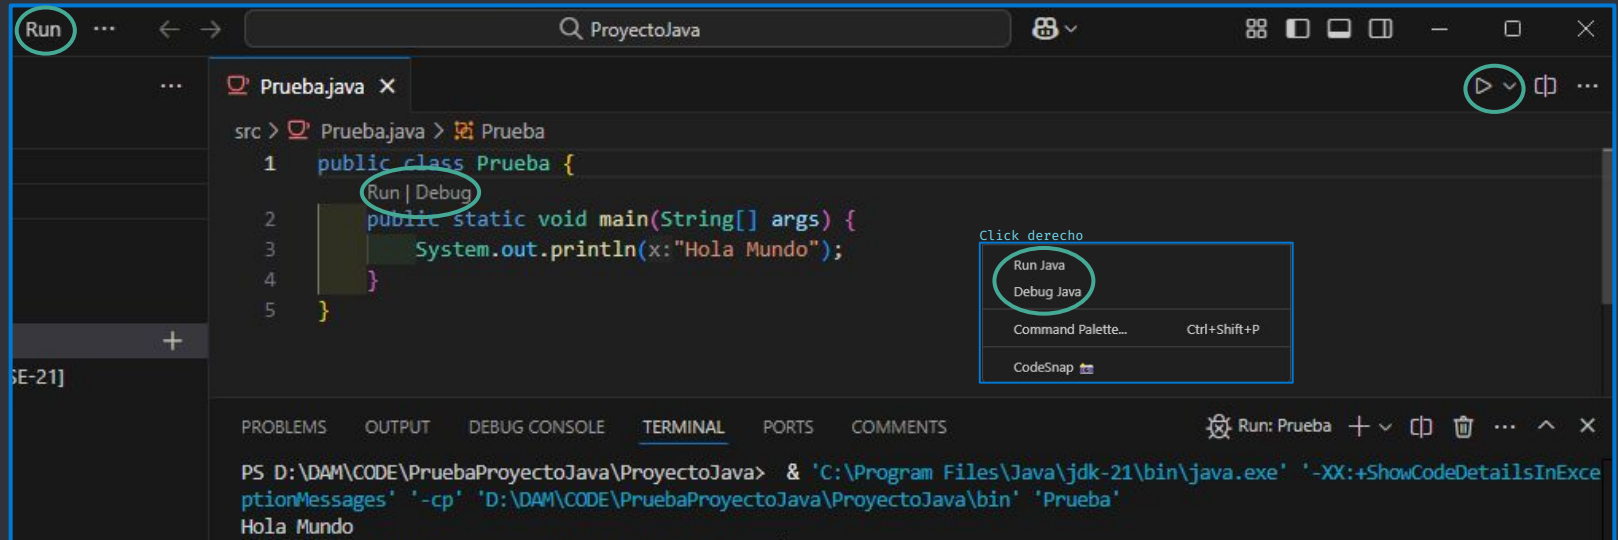 Run ··· ProyectoJava
Prueba.java
src > Prueba.java > Prueba
1 public class Prueba {
Run | Debug
2 public static void main(String[] args) {
3 System.out.println(x:"Hola Mundo");
4 }
5 }
Click derecho
Run Java
Debug Java
Command Palette... Ctrl+Shift+P
CodeSnap
SE-21]
PROBLEMS OUTPUT DEBUG CONSOLE TERMINAL PORTS COMMENTS Run: Prueba
PS D:\DAM\CODE\PruebaProyectoJava\ProyectoJava> & 'C:\Program Files\Java\jdk-21\bin\java.exe' '-XX:+ShowCodeDetailsInExce
ptionMessages' '-cp' 'D:\DAM\CODE\PruebaProyectoJava\ProyectoJava\bin' 'Prueba'
Hola Mundo